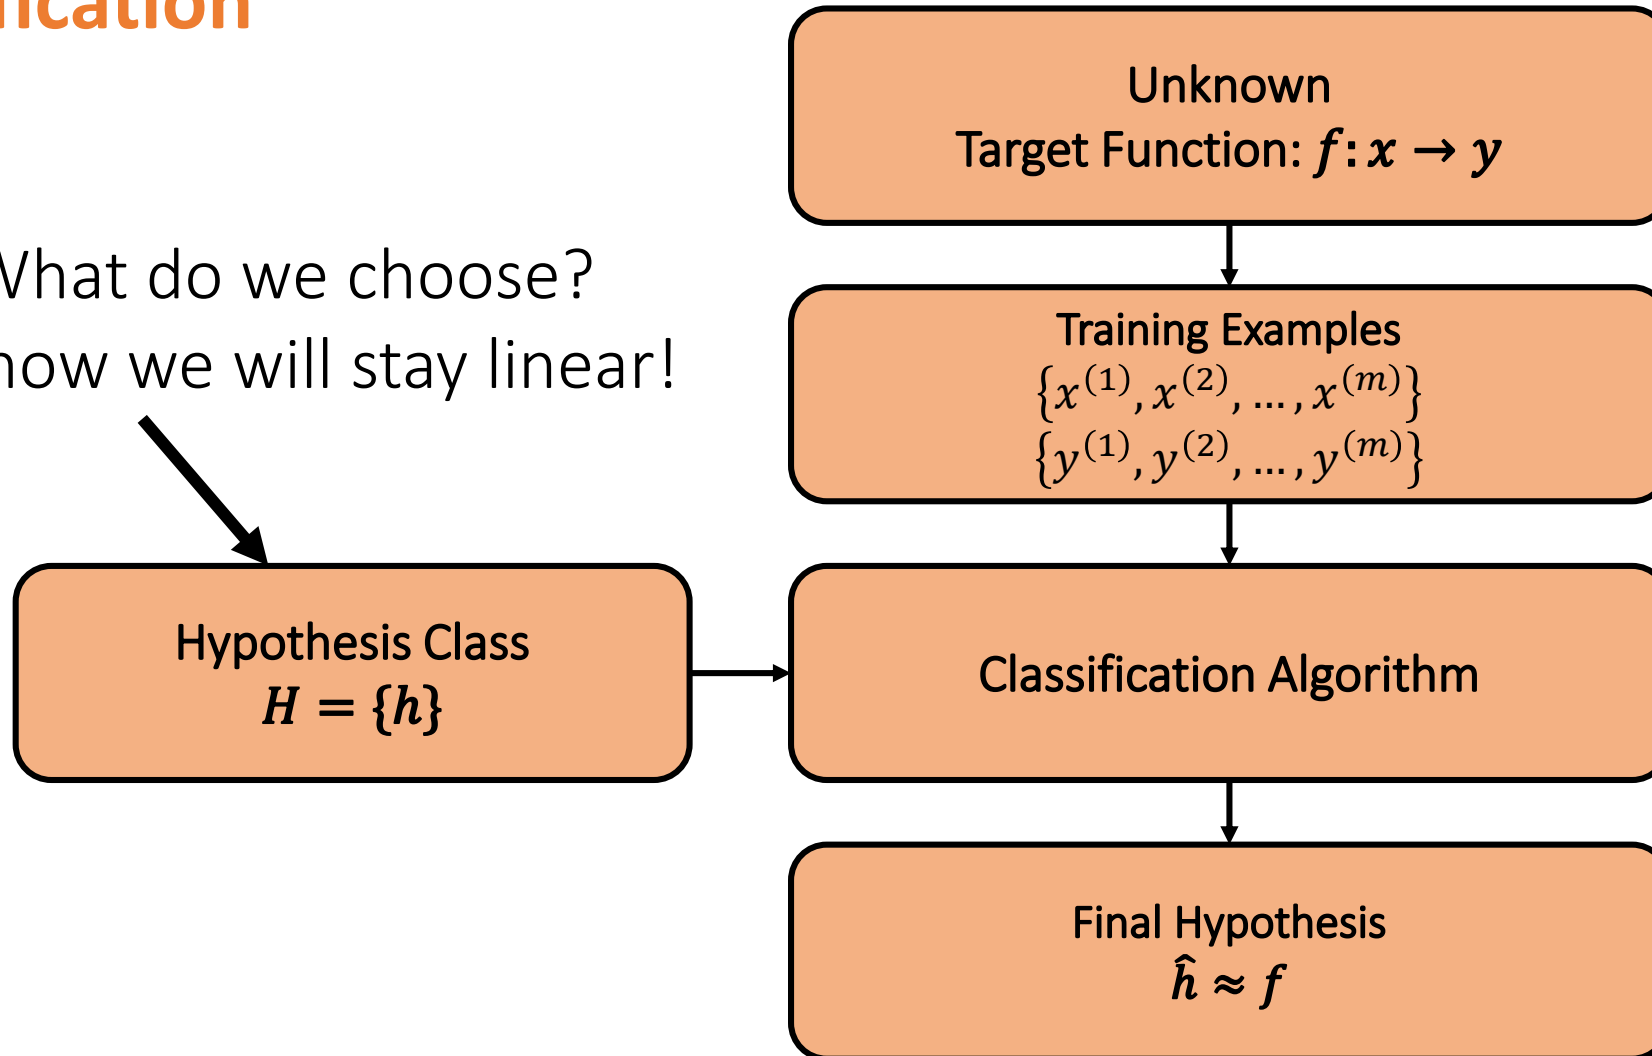 fication
Unknown
Target Function: f: x → y
What do we choose?
now we will stay linear!
Training Examples
{x⁽¹⁾, x⁽²⁾, … , x⁽ᵐ⁾}
{y⁽¹⁾, y⁽²⁾, … , y⁽ᵐ⁾}
Hypothesis Class
H = {h}
Classification Algorithm
Final Hypothesis
ĥ ≈ f